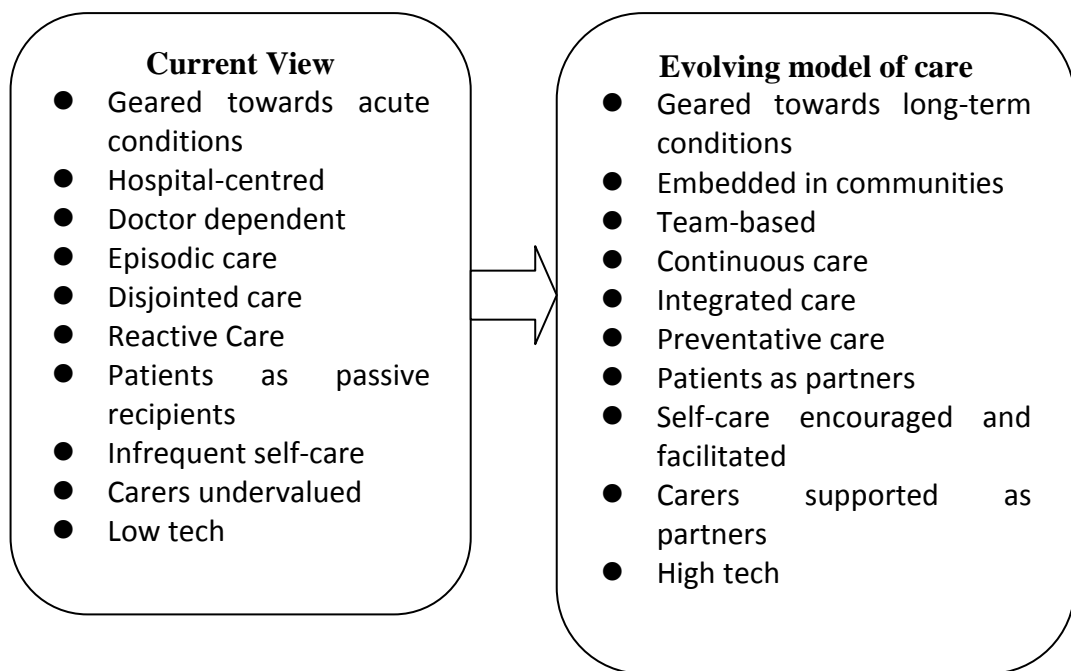 Current View
● Geared towards acute
conditions
● Hospital-centred
● Doctor dependent
● Episodic care
● Disjointed care
● Reactive Care
● Patients as passive
recipients
● Infrequent self-care
● Carers undervalued
● Low tech
Evolving model of care
● Geared towards long-term
conditions
● Embedded in communities
● Team-based
● Continuous care
● Integrated care
● Preventative care
● Patients as partners
● Self-care encouraged and
facilitated
● Carers supported as
partners
● High tech